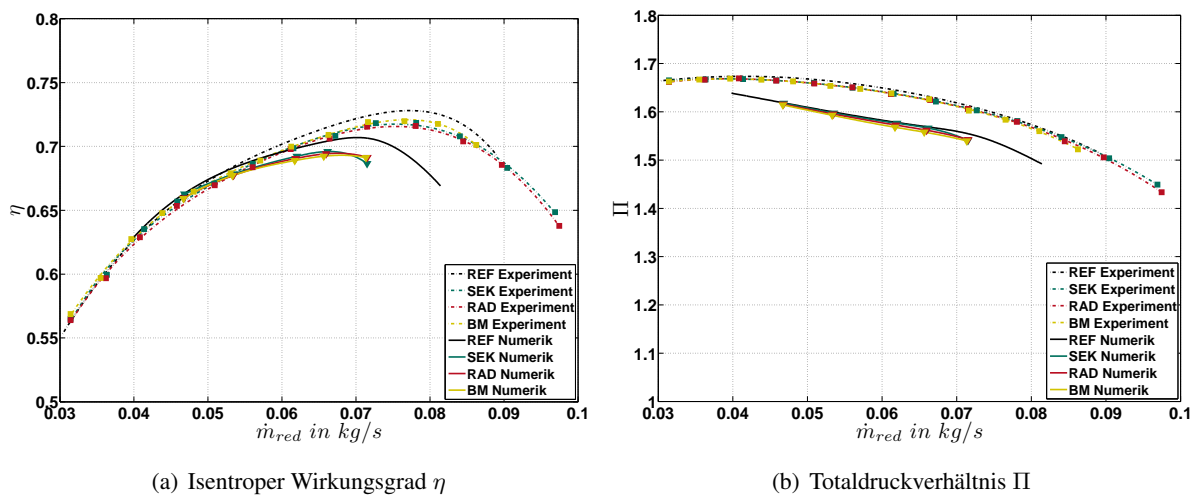 0.8
0.75
0.7
0.65
0.6
0.55
0.5
η
0.03 0.04 0.05 0.06 0.07 0.08 0.09 0.1
ṁ_red in kg/s
REF Experiment
SEK Experiment
RAD Experiment
BM Experiment
REF Numerik
SEK Numerik
RAD Numerik
BM Numerik
(a) Isentroper Wirkungsgrad η
1.8
1.7
1.6
1.5
1.4
1.3
1.2
1.1
1
Π
0.03 0.04 0.05 0.06 0.07 0.08 0.09 0.1
ṁ_red in kg/s
REF Experiment
SEK Experiment
RAD Experiment
BM Experiment
REF Numerik
SEK Numerik
RAD Numerik
BM Numerik
(b) Totaldruckverhältnis Π